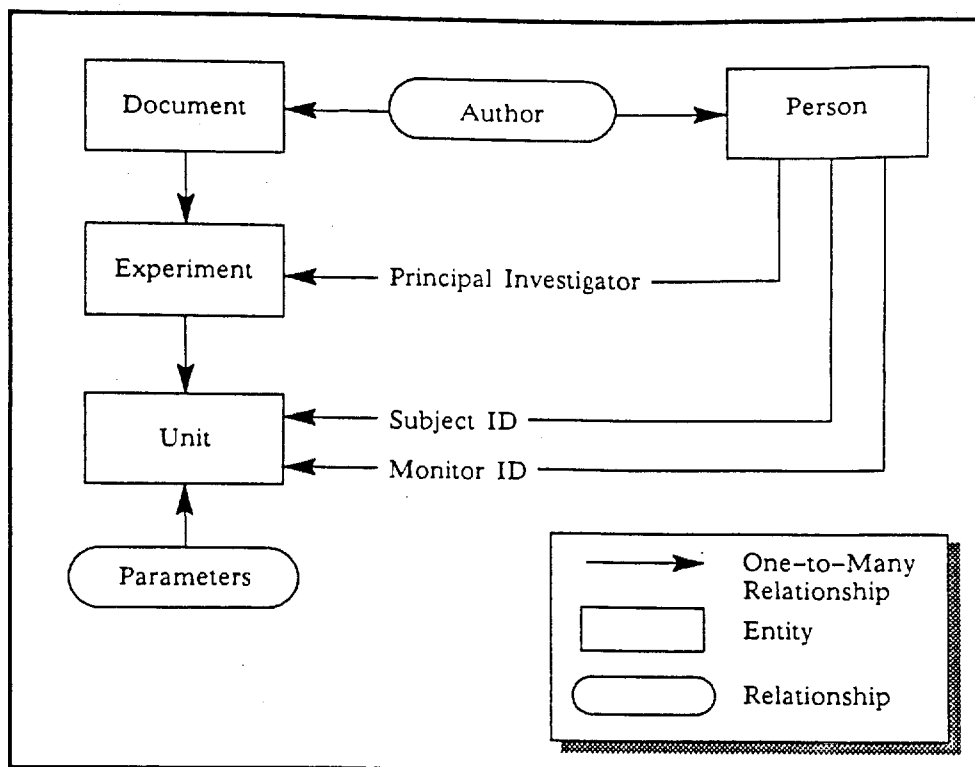 Document
Author
Person
Experiment
Principal Investigator
Unit
Subject ID
Monitor ID
Parameters
One-to-Many
Relationship
Entity
Relationship